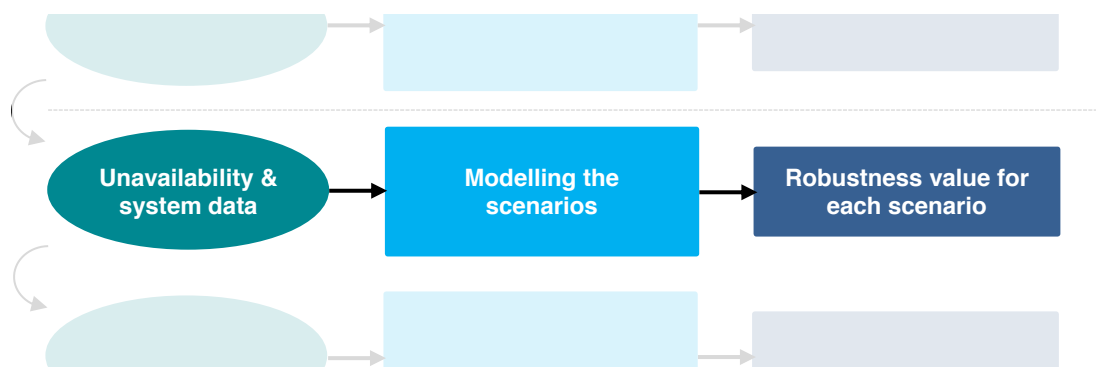 Unavailability &
system data
Modelling the
scenarios
Robustness value for
each scenario